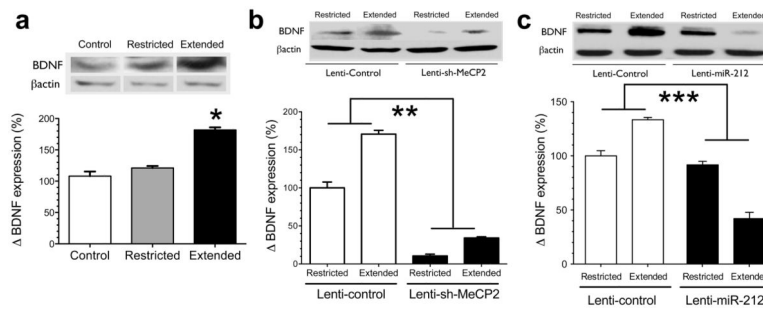 a
Control Restricted Extended
BDNF
βactin
Δ BDNF expression (%)
200
150
100
50
0
*
Control Restricted Extended
b
Restricted Extended Restricted Extended
BDNF
βactin
Lenti-Control Lenti-sh-MeCP2
Δ BDNF expression (%)
200
150
100
50
0
**
Restricted Extended Restricted Extended
Lenti-control Lenti-sh-MeCP2
c
Restricted Extended Restricted Extended
BDNF
βactin
Lenti-Control Lenti-miR-212
Δ BDNF expression (%)
150
100
50
0
***
Restricted Extended Restricted Extended
Lenti-control Lenti-miR-212